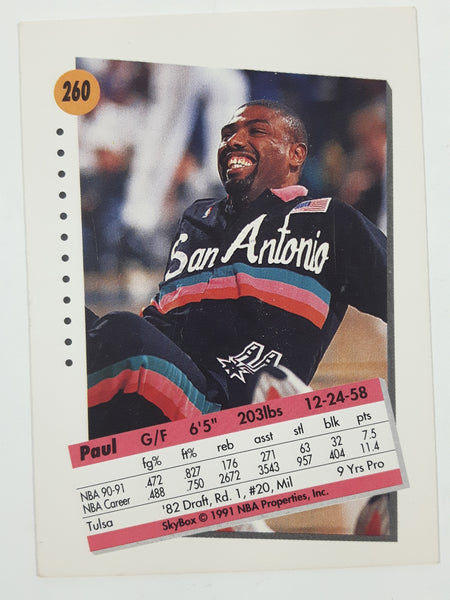 260
San Antonio
Paul G/F 6'5" 203lbs 12-24-58
fg% ft% reb asst stl blk pts
NBA 90-91 .472 .827 176 271 63 32 7.5
NBA Career .488 .750 2672 3543 957 404 11.4
Tulsa '82 Draft, Rd. 1, #20, Mil 9 Yrs Pro
SkyBox © 1991 NBA Properties, Inc.